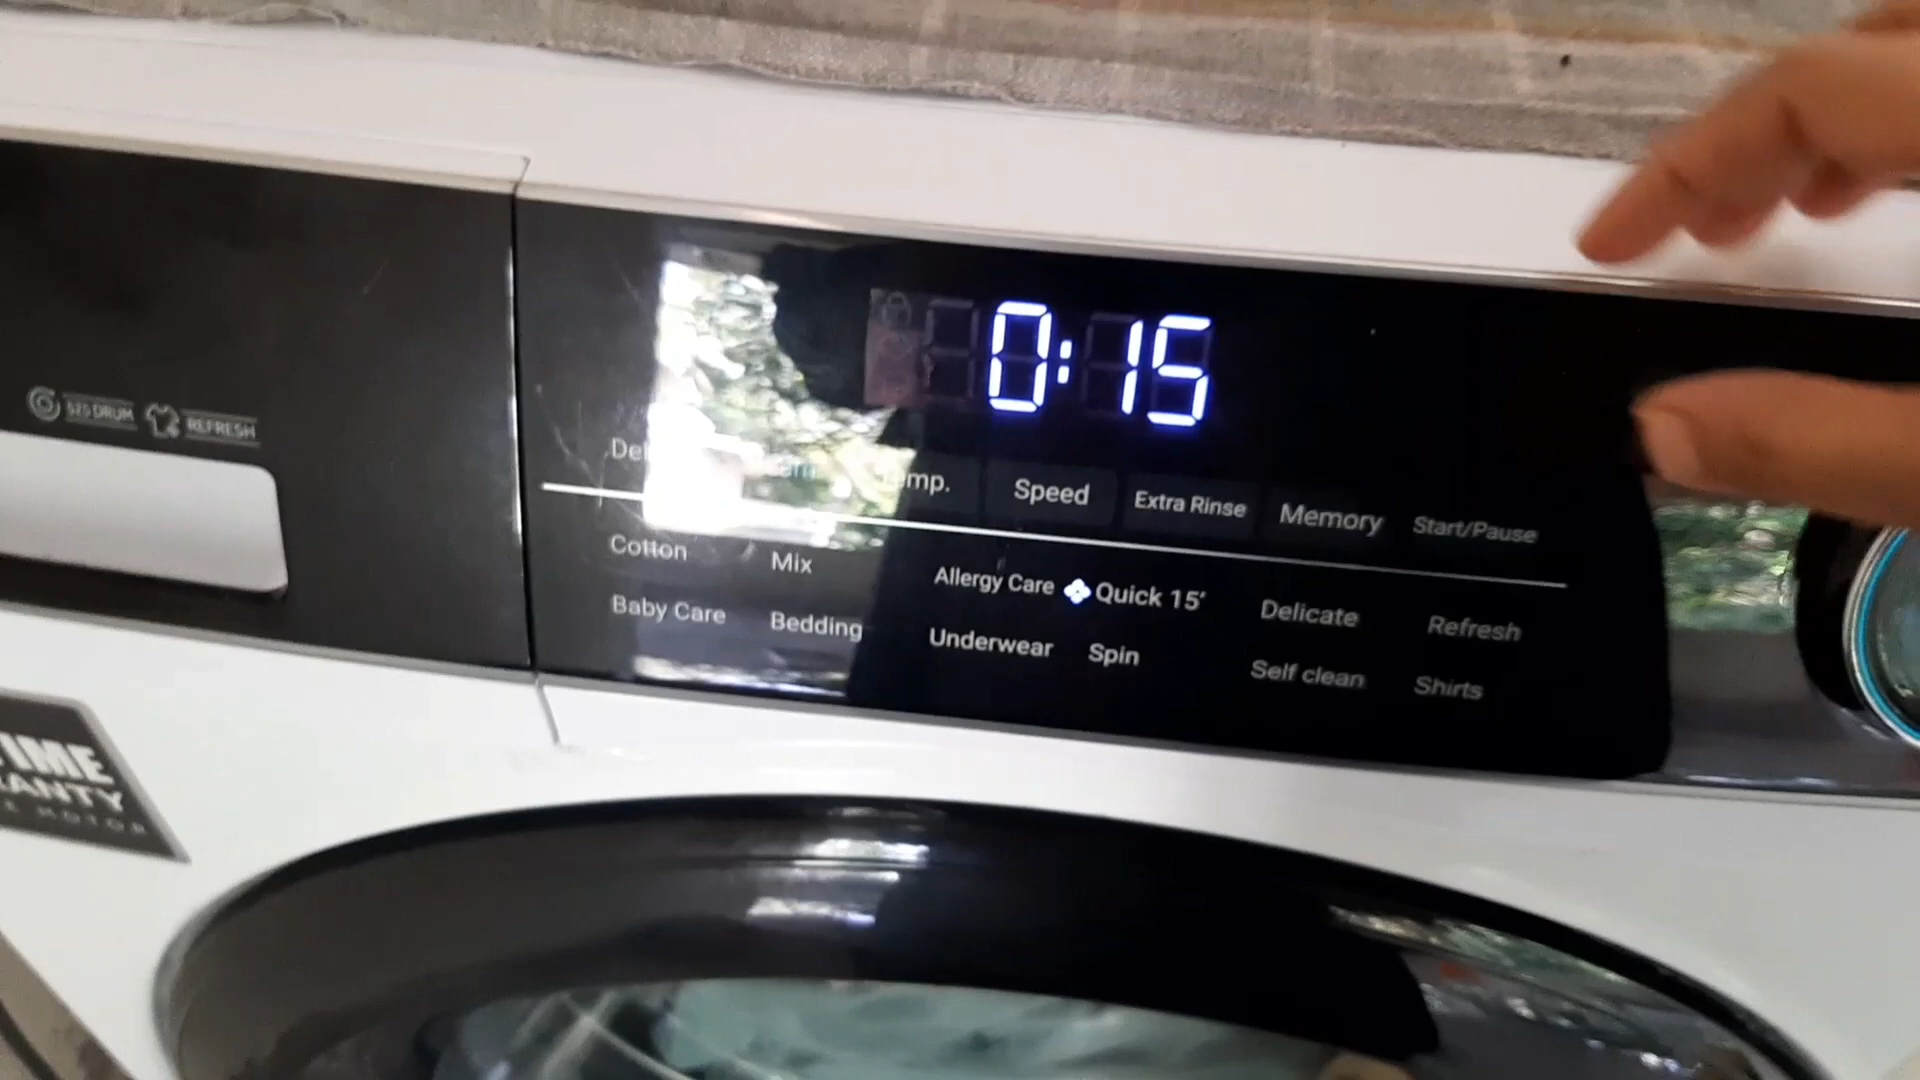 0:15
525 DRUM REFRESH
Speed Extra Rinse Memory Start/Pause
Cotton Mix Allergy Care Quick 15' Delicate Refresh
Baby Care Bedding Underwear Spin Self clean Shirts
MOTOR